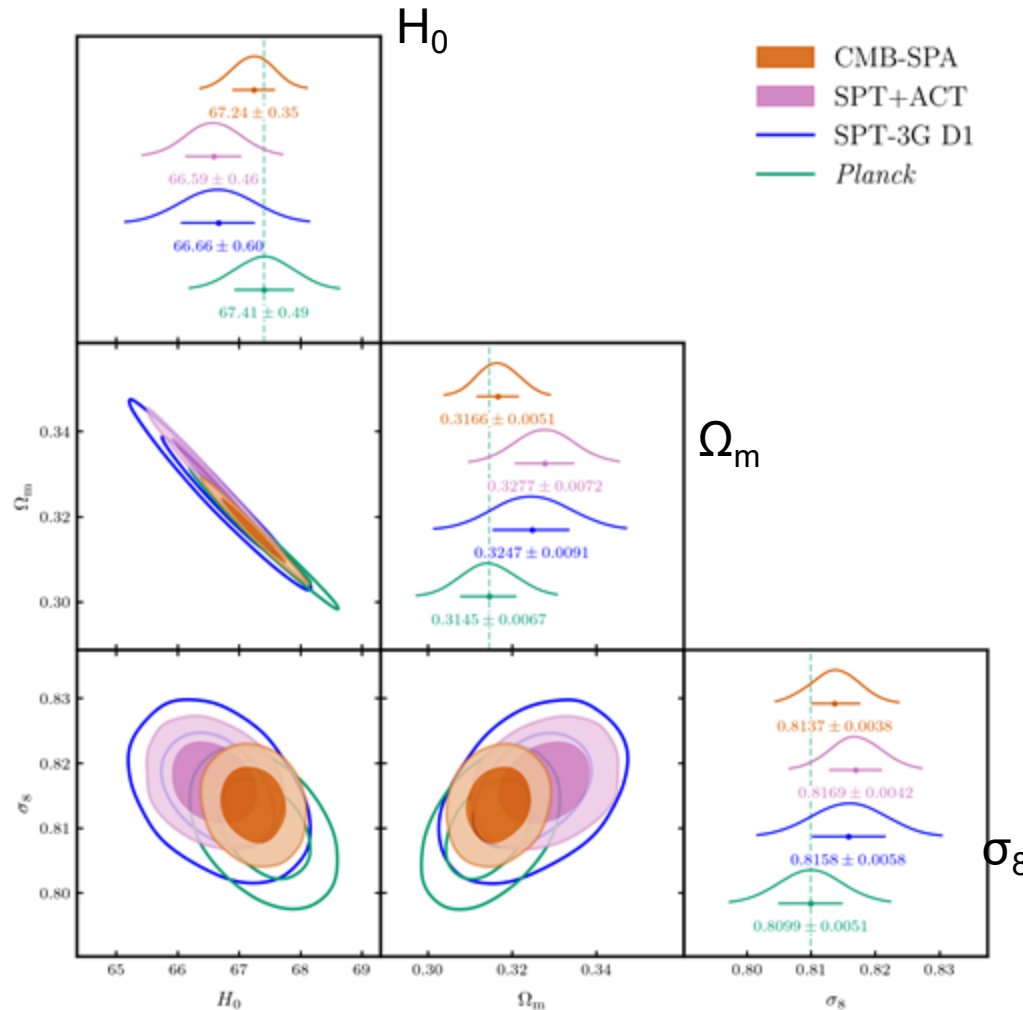 H₀
CMB-SPA
SPT+ACT
SPT-3G D1
Planck
67.24 ± 0.35
66.59 ± 0.46
66.66 ± 0.60
67.41 ± 0.49
Ωₘ
0.3166 ± 0.0051
0.3277 ± 0.0072
0.3247 ± 0.0091
0.3145 ± 0.0067
0.34
0.32
0.30
Ωₘ
σ₈
0.8137 ± 0.0038
0.8169 ± 0.0042
0.8158 ± 0.0058
0.8099 ± 0.0051
0.83
0.82
0.81
0.80
σ₈
65 66 67 68 69
0.30 0.32 0.34
0.80 0.81 0.82 0.83
H₀
Ωₘ
σ₈